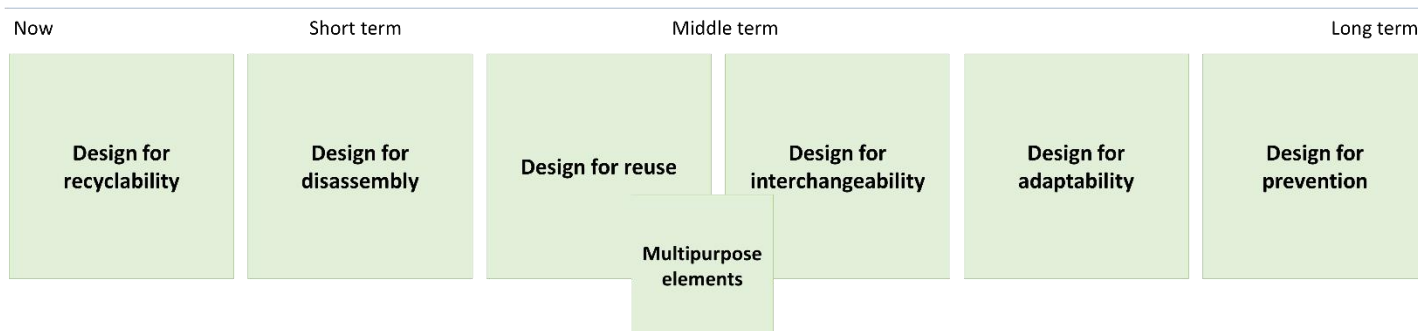 Now
Short term
Middle term
Long term
Design for
recyclability
Design for
disassembly
Design for reuse
Design for
interchangeability
Design for
adaptability
Design for
prevention
Multipurpose
elements